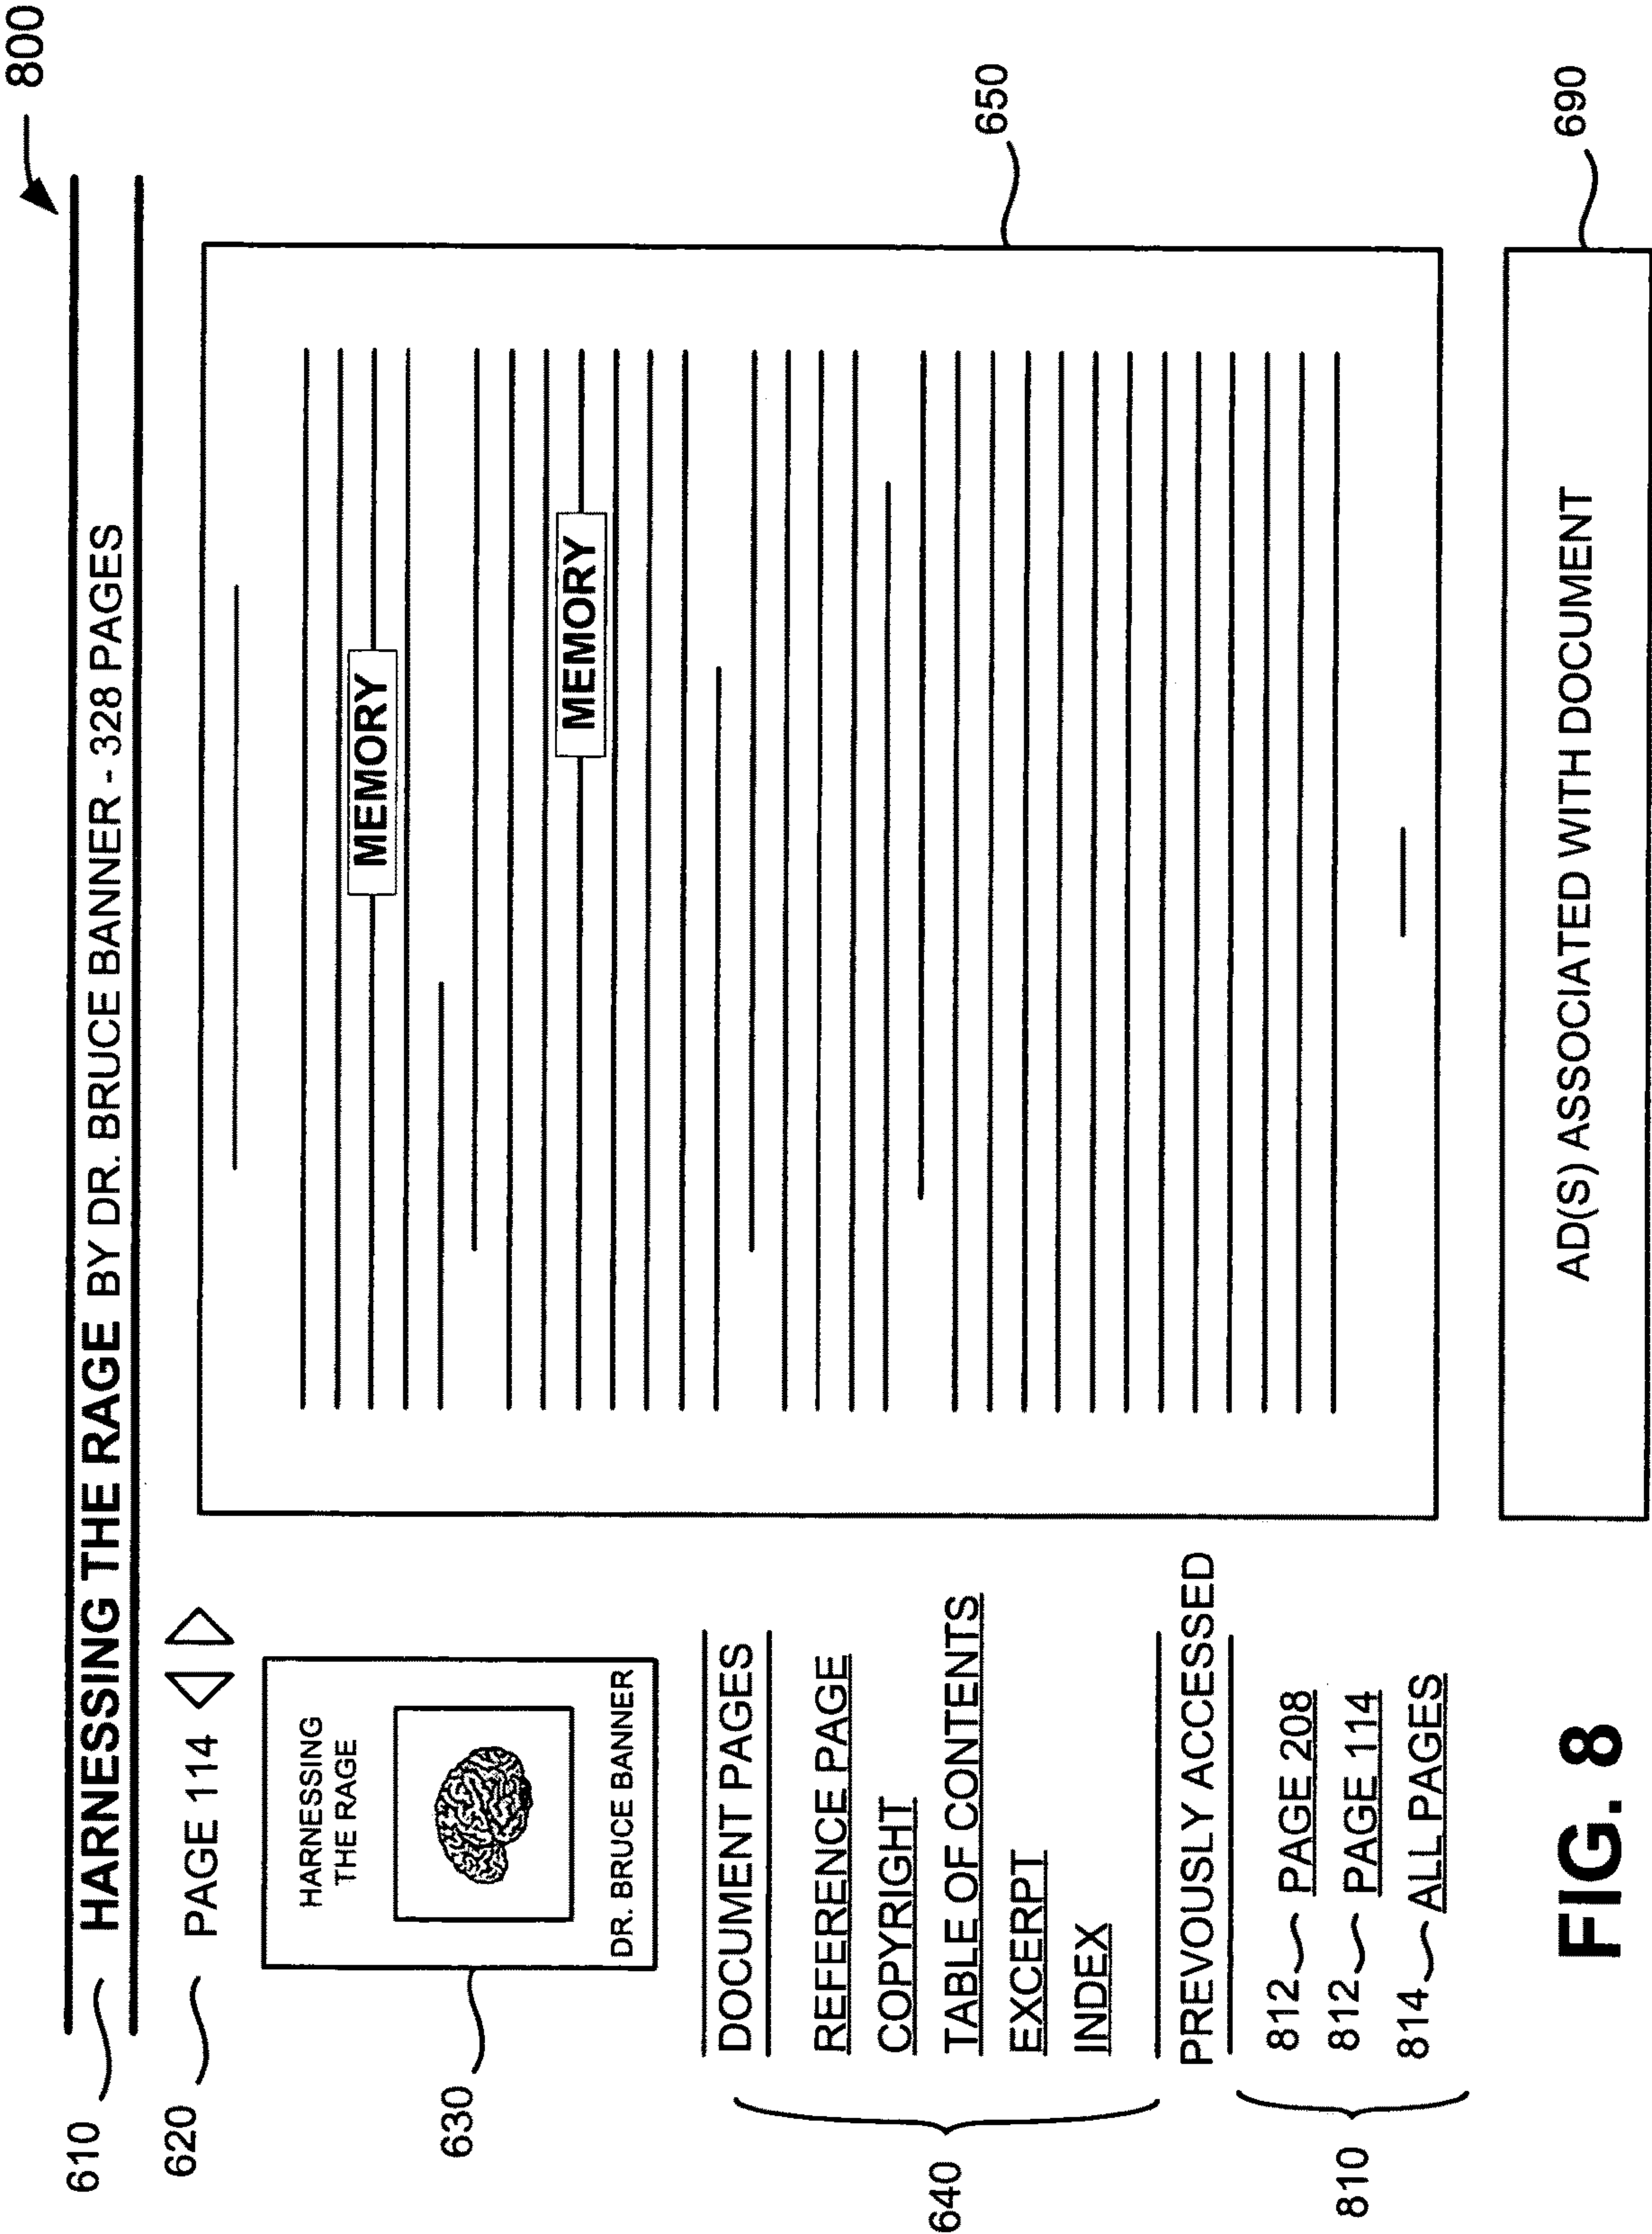 800
610 HARNESSING THE RAGE BY DR. BRUCE BANNER - 328 PAGES
620 PAGE 114
HARNESSING
THE RAGE
DR. BRUCE BANNER
630
DOCUMENT PAGES
REFERENCE PAGE
COPYRIGHT
TABLE OF CONTENTS
EXCERPT
INDEX
640
PREVOUSLY ACCESSED
812 PAGE 208
812 PAGE 114
814 ALL PAGES
810
MEMORY
MEMORY
650
AD(S) ASSOCIATED WITH DOCUMENT
690
FIG. 8